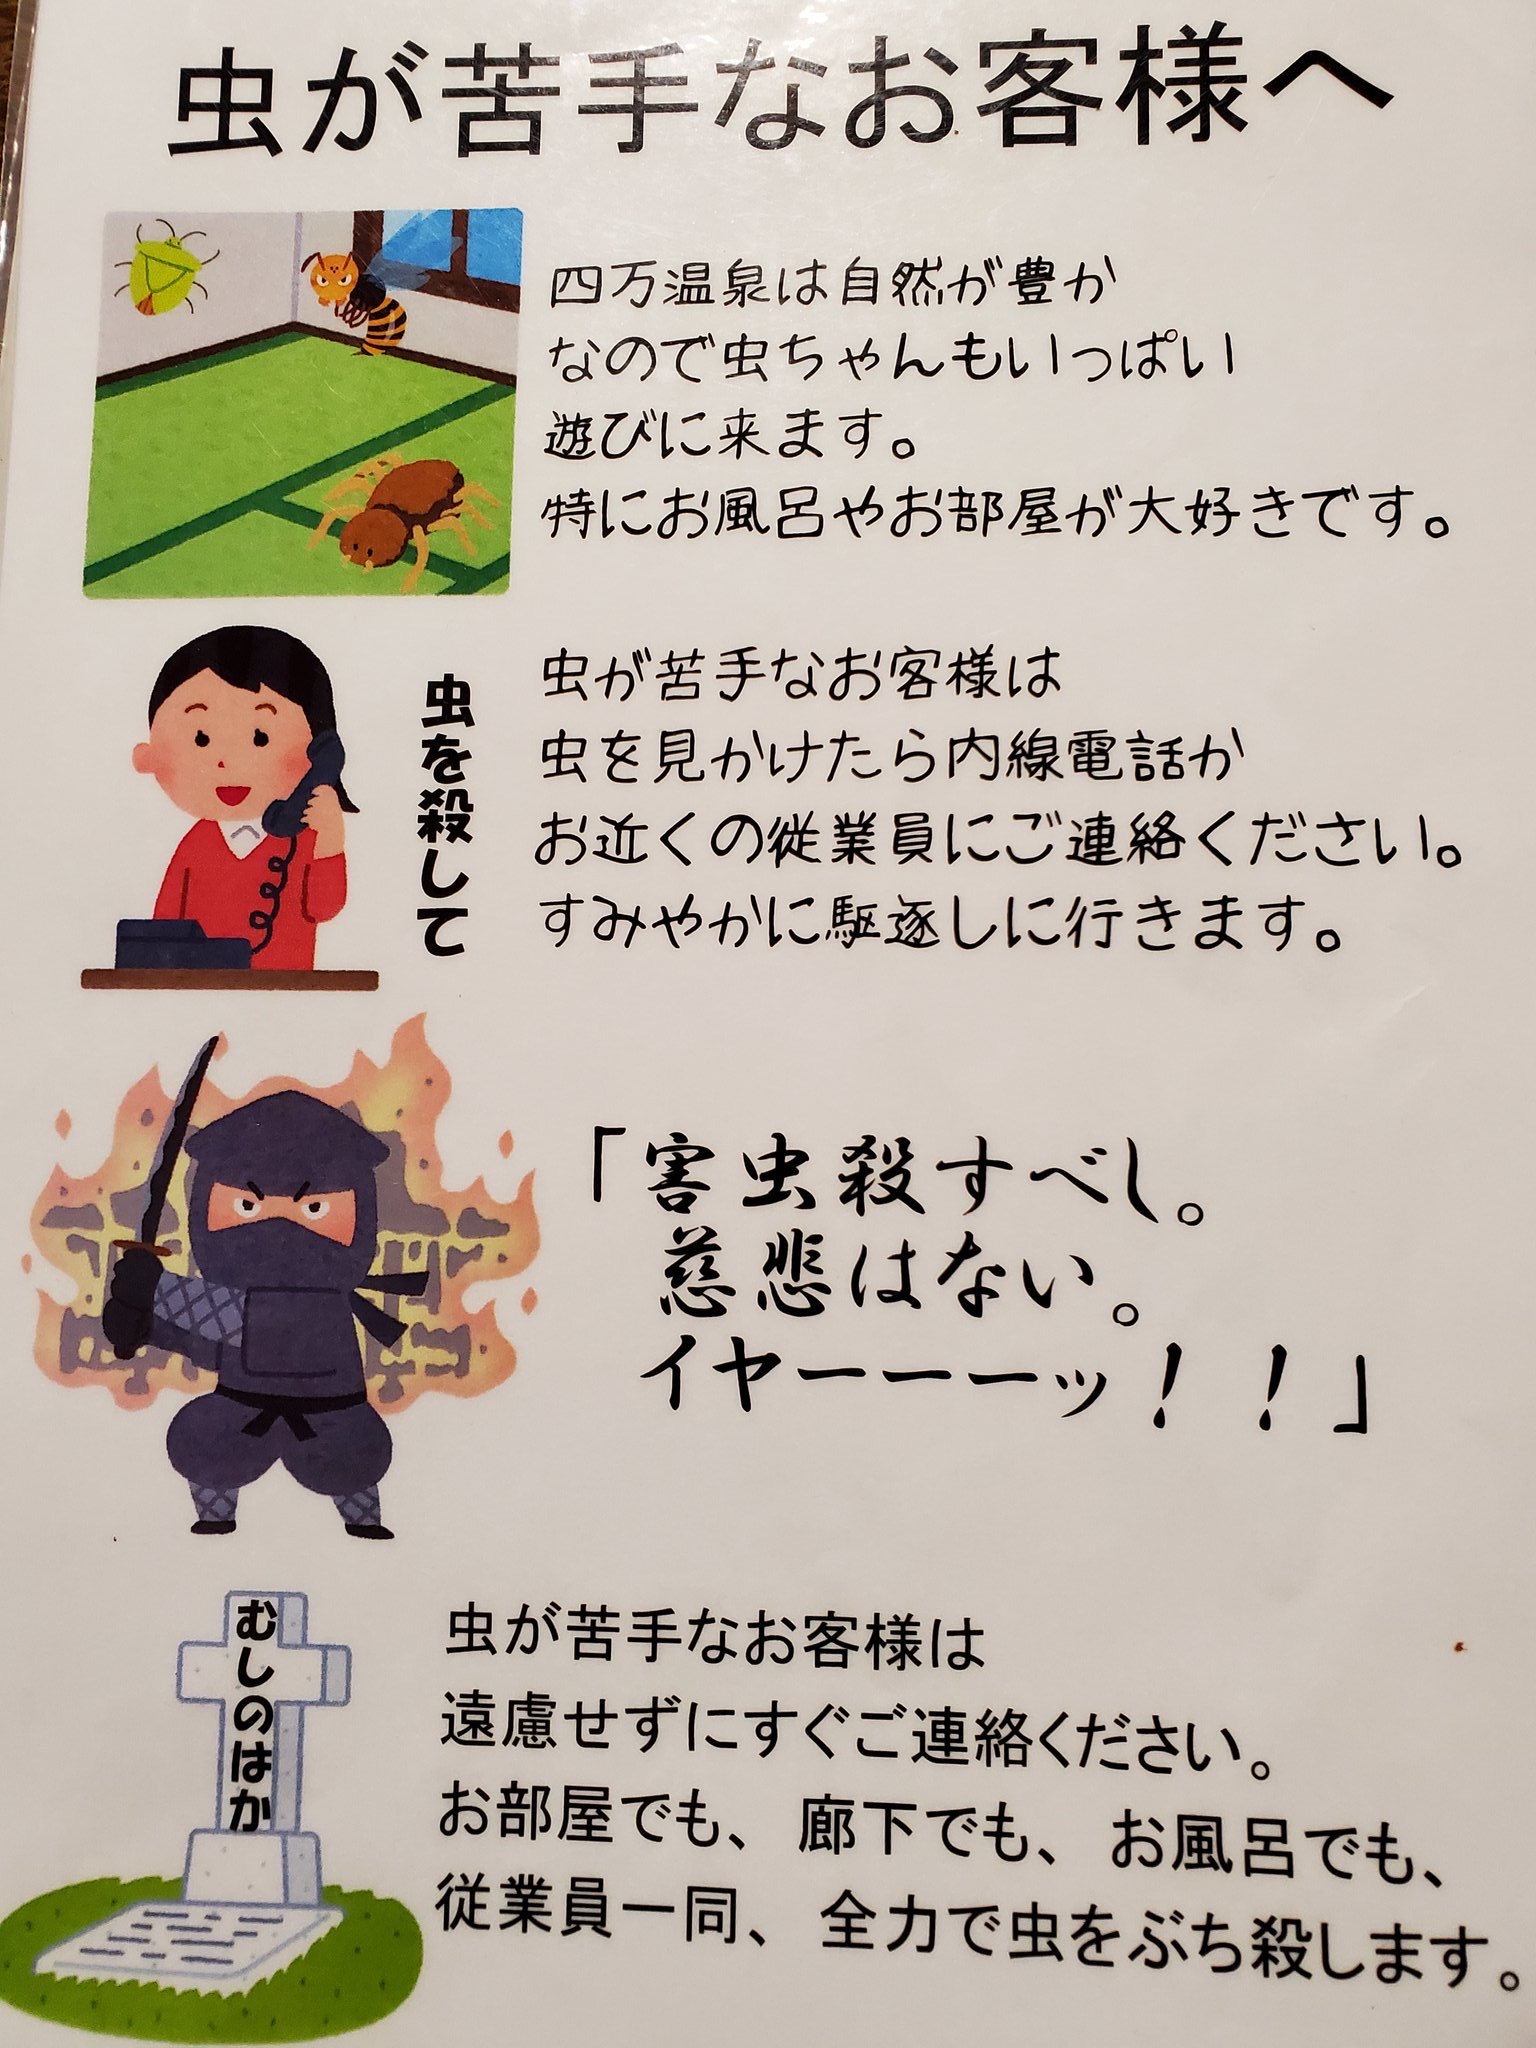 虫が苦手なお客様へ
四万温泉は自然が豊か
なので虫ちゃんもいっぱい
遊びに来ます。
特にお風呂やお部屋が大好きです。
虫を殺して
虫が苦手なお客様は
虫を見かけたら内線電話か
お近くの従業員にご連絡ください。
すみやかに駆逐しに行きます。
「害虫殺すべし。
慈悲はない。
イヤーーーッ！！」
むしのはか
虫が苦手なお客様は
遠慮せずにすぐご連絡ください。
お部屋でも、廊下でも、お風呂でも、
従業員一同、全力で虫をぶち殺します。